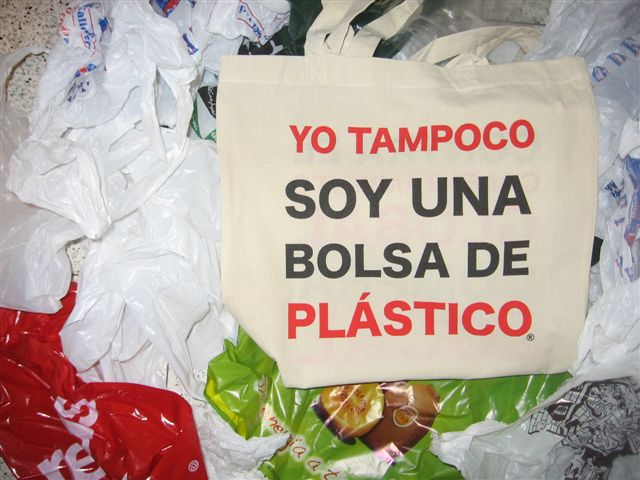 YO TAMPOCO
SOY UNA
BOLSA DE
PLÁSTICO®